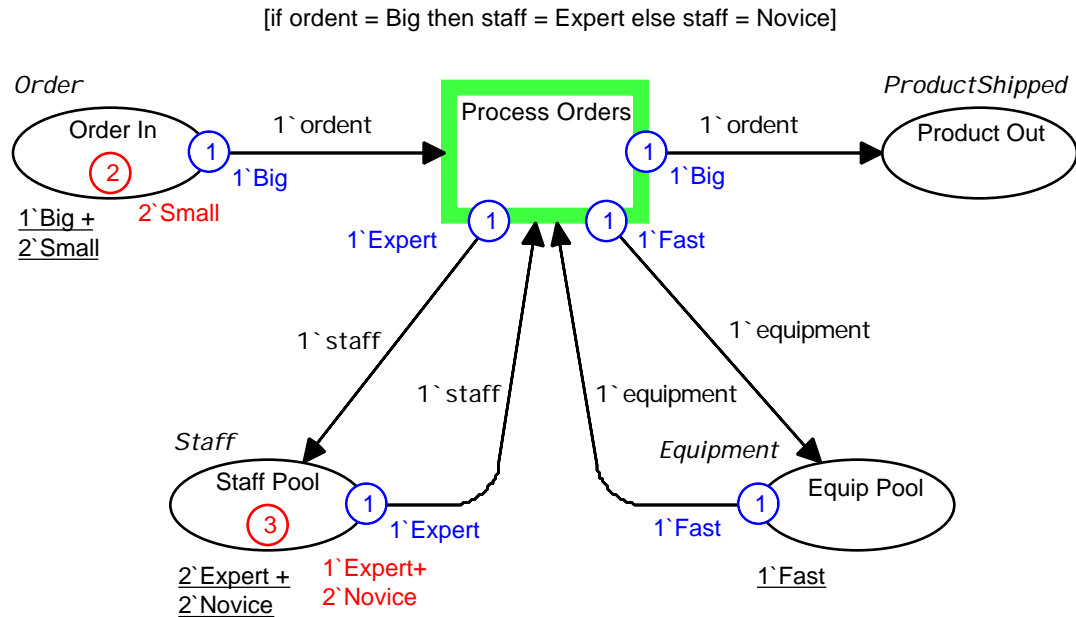 [if ordent = Big then staff = Expert else staff = Novice]
Order
ProductShipped
Order In
Process Orders
Product Out
1`ordent
1`ordent
1
1
2
1`Big
1`Big
1`Big +
2`Small
2`Small
1
1
1`Expert
1`Fast
1`staff
1`equipment
1`staff
1`equipment
Staff
Equipment
Staff Pool
Equip Pool
1
1
3
1`Expert
1`Fast
2`Expert +
2`Novice
1`Expert+
2`Novice
1`Fast